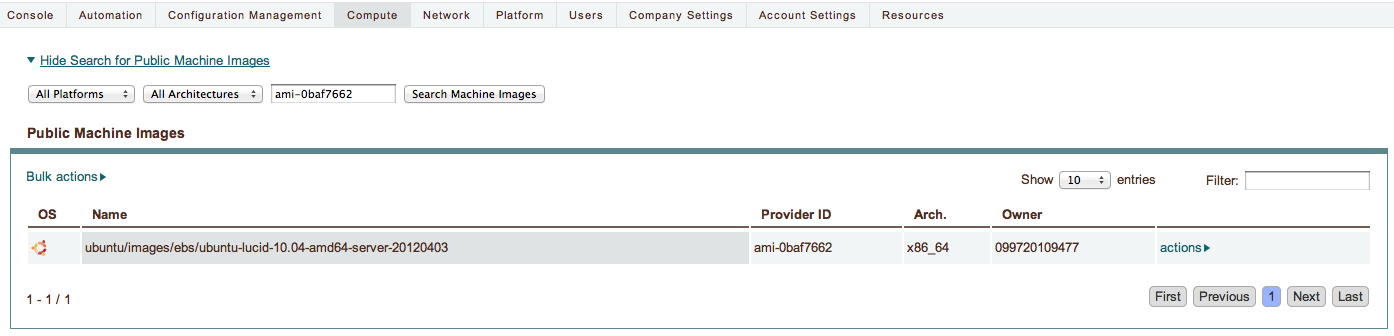 Console Automation Configuration Management Compute Network Platform Users Company Settings Account Settings Resources
Hide Search for Public Machine Images
All Platforms All Architectures ami-0baf7662 Search Machine Images
Public Machine Images
Bulk actions Show 10 entries Filter:
OS Name Provider ID Arch. Owner
ubuntu/images/ebs/ubuntu-lucid-10.04-amd64-server-20120403 ami-0baf7662 x86_64 099720109477 actions
1 - 1 / 1 First Previous 1 Next Last